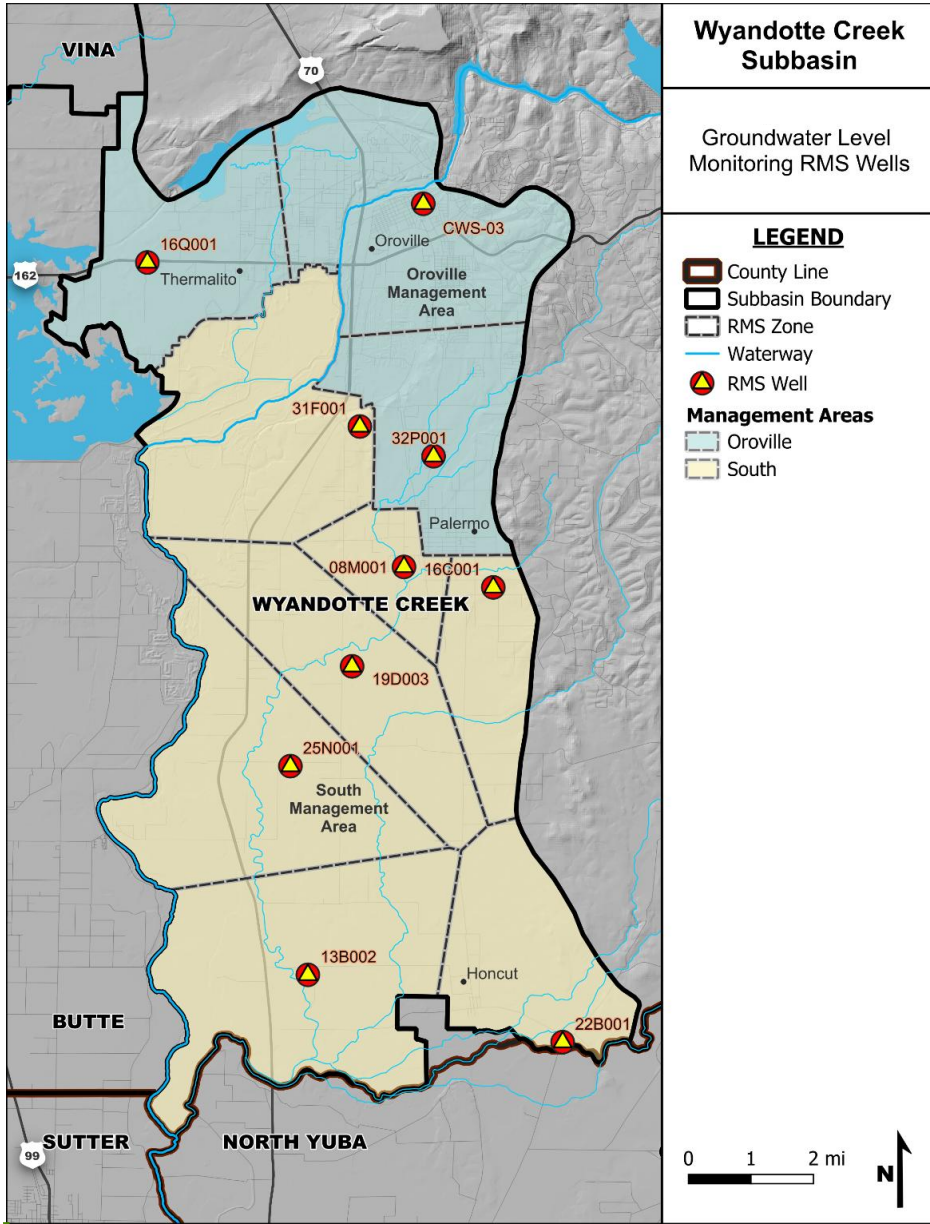 Wyandotte Creek
Subbasin
Groundwater Level
Monitoring RMS Wells
LEGEND
County Line
Subbasin Boundary
RMS Zone
Waterway
RMS Well
Management Areas
Oroville
South
0 1 2 mi
N
VINA
70
CWS-03
16Q001
Oroville
162
Thermalito
Oroville
Management
Area
31F001
32P001
Palermo
08M001
16C001
WYANDOTTE CREEK
19D003
25N001
South
Management
Area
13B002
Honcut
BUTTE
22B001
SUTTER
NORTH YUBA
99